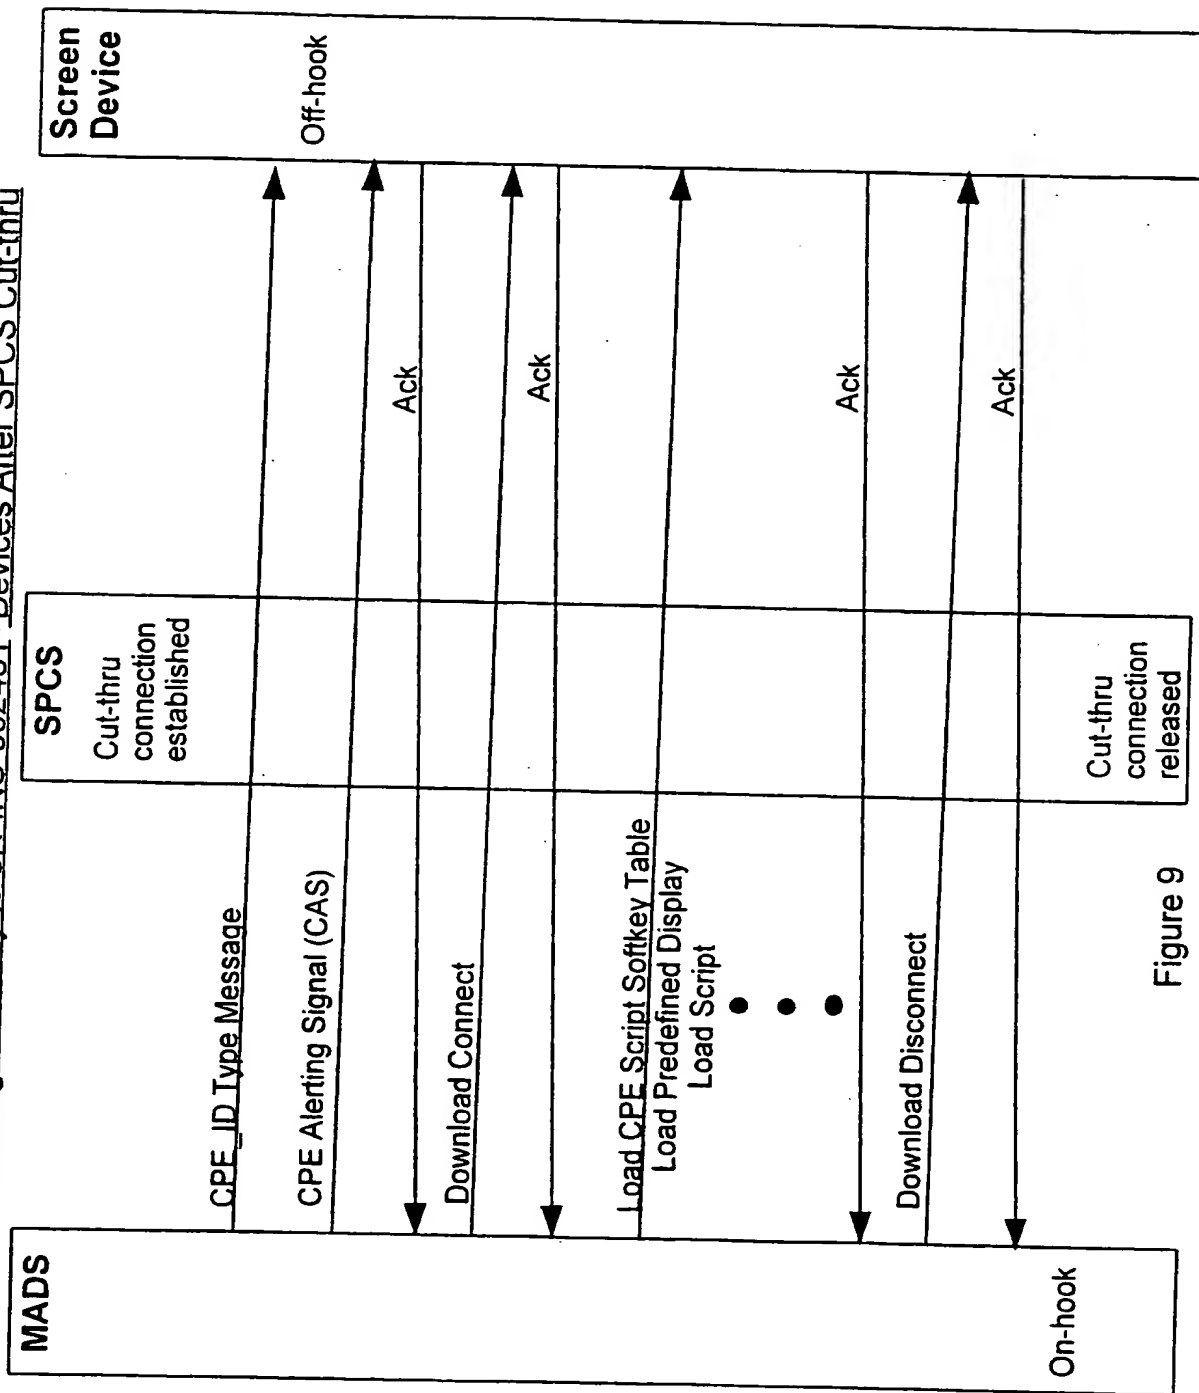 Devices After SPCS Cut-thru
MADS
SPCS
Screen
Device
Cut-thru
connection
established
CPE_ID Type Message
Off-hook
CPE Alerting Signal (CAS)
Ack
Download Connect
Ack
Load CPE Script Softkey Table
Load Predefined Display
Load Script
Ack
Download Disconnect
Ack
On-hook
Cut-thru
connection
released
Figure 9